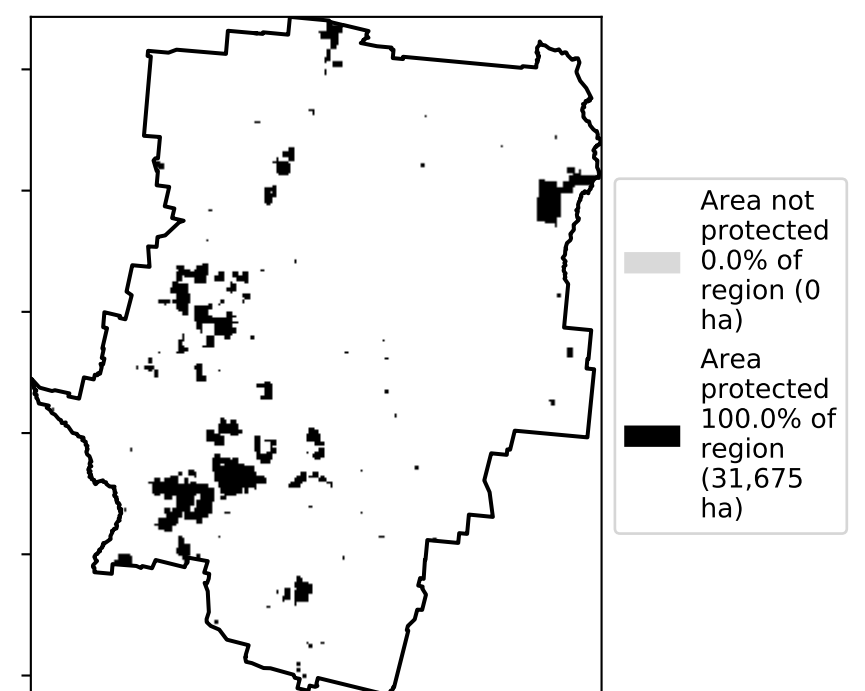 Area not
protected
0.0% of
region (0
ha)
Area
protected
100.0% of
region
(31,675
ha)